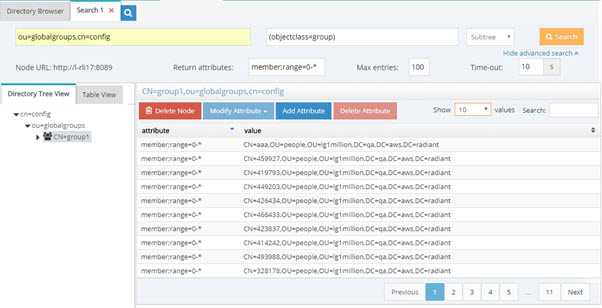 Directory Browser Search 1
ou=globalgroups,cn=config (objectclass=group) Subtree Search
Hide advanced search
Node URL: http://l-rli17:8089 Return attributes: member:range=0-* Max entries: 100 Time-out: 10 S
Directory Tree View Table View
CN=group1,ou=globalgroups,cn=config
Delete Node Modify Attribute Add Attribute Delete Attribute Show 10 values Search:
cn=config
ou=globalgroups
CN=group1
attribute value
member:range=0-* CN=aaa,OU=people,OU=lg1million,DC=qa,DC=aws,DC=radiant
member:range=0-* CN=459927,OU=people,OU=lg1million,DC=qa,DC=aws,DC=radiant
member:range=0-* CN=419793,OU=people,OU=lg1million,DC=qa,DC=aws,DC=radiant
member:range=0-* CN=449203,OU=people,OU=lg1million,DC=qa,DC=aws,DC=radiant
member:range=0-* CN=426434,OU=people,OU=lg1million,DC=qa,DC=aws,DC=radiant
member:range=0-* CN=466433,OU=people,OU=lg1million,DC=qa,DC=aws,DC=radiant
member:range=0-* CN=423837,OU=people,OU=lg1million,DC=qa,DC=aws,DC=radiant
member:range=0-* CN=414242,OU=people,OU=lg1million,DC=qa,DC=aws,DC=radiant
member:range=0-* CN=493988,OU=people,OU=lg1million,DC=qa,DC=aws,DC=radiant
member:range=0-* CN=328178,OU=people,OU=lg1million,DC=qa,DC=aws,DC=radiant
Previous 1 2 3 4 5 ... 11 Next